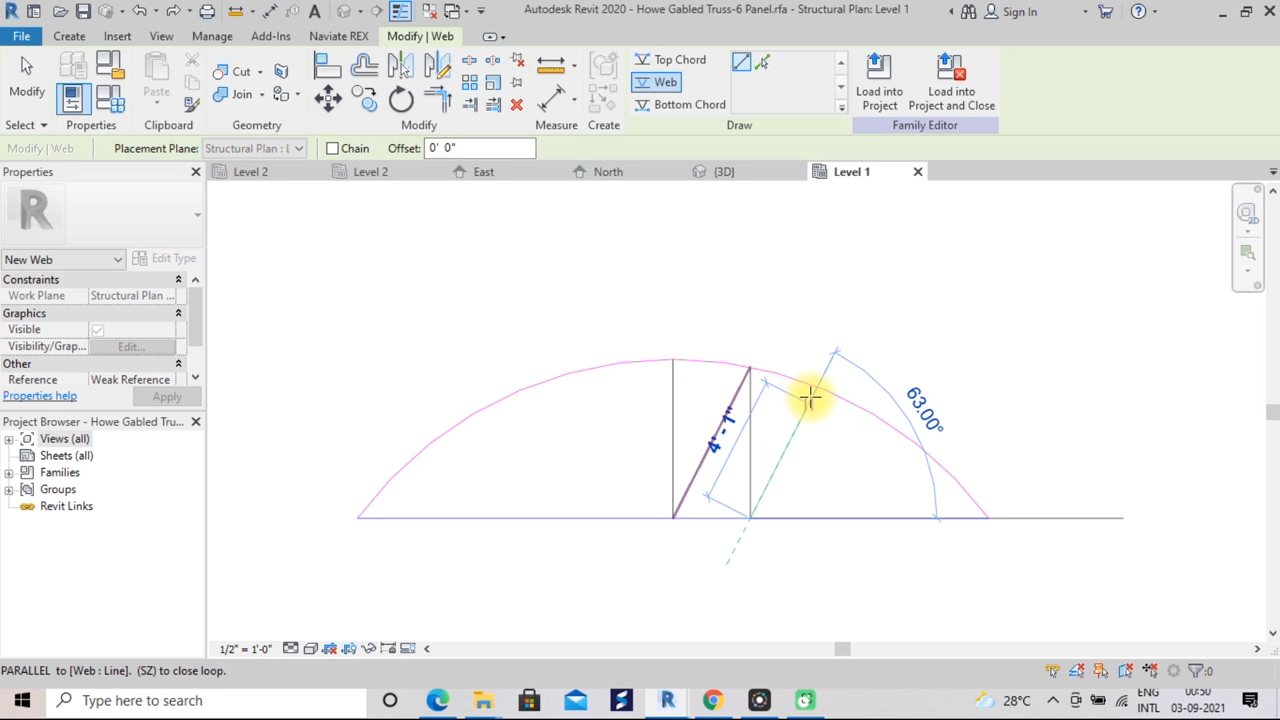 Autodesk Revit 2020 - Howe Gabled Truss-6 Panel.rfa - Structural Plan: Level 1
Sign In
File Create Insert View Manage Add-Ins Naviate REX Modify | Web
Modify
Paste
Cut
Join
Top Chord
Web
Bottom Chord
Load into
Project
Load into
Project and Close
Select Properties Clipboard Geometry Modify Measure Create Draw Family Editor
Modify | Web Placement Plane: Structural Plan : L Chain Offset: 0' 0"
Properties
Level 2 Level 2 East North {3D} Level 1
New Web Edit Type
Constraints
Work Plane Structural Plan ...
Graphics
Visible
Visibility/Grap... Edit...
Other
Reference Weak Reference
Properties help Apply
Project Browser - Howe Gabled Tru...
Views (all)
Sheets (all)
Families
Groups
Revit Links
4' - 1"
63.00°
1/2" = 1'-0"
PARALLEL to [Web : Line]. (SZ) to close loop.
:0
Type here to search
28°C
ENG
INTL
00:50
03-09-2021